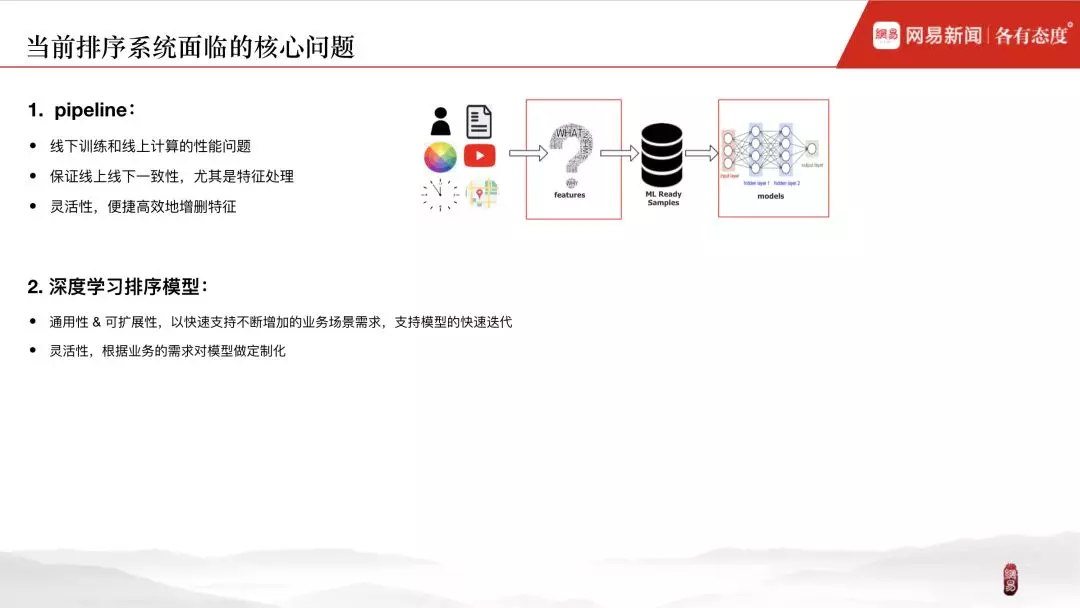 当前排序系统面临的核心问题
網易 网易新闻 | 各有态度°
1. pipeline：
• 线下训练和线上计算的性能问题
• 保证线上线下一致性，尤其是特征处理
• 灵活性，便捷高效地增删特征
WHAT
WHY
features
ML Ready
Samples
input layer
hidden layer 1 hidden layer 2
output layer
models
2. 深度学习排序模型：
• 通用性 & 可扩展性，以快速支持不断增加的业务场景需求，支持模型的快速迭代
• 灵活性，根据业务的需求对模型做定制化
網易